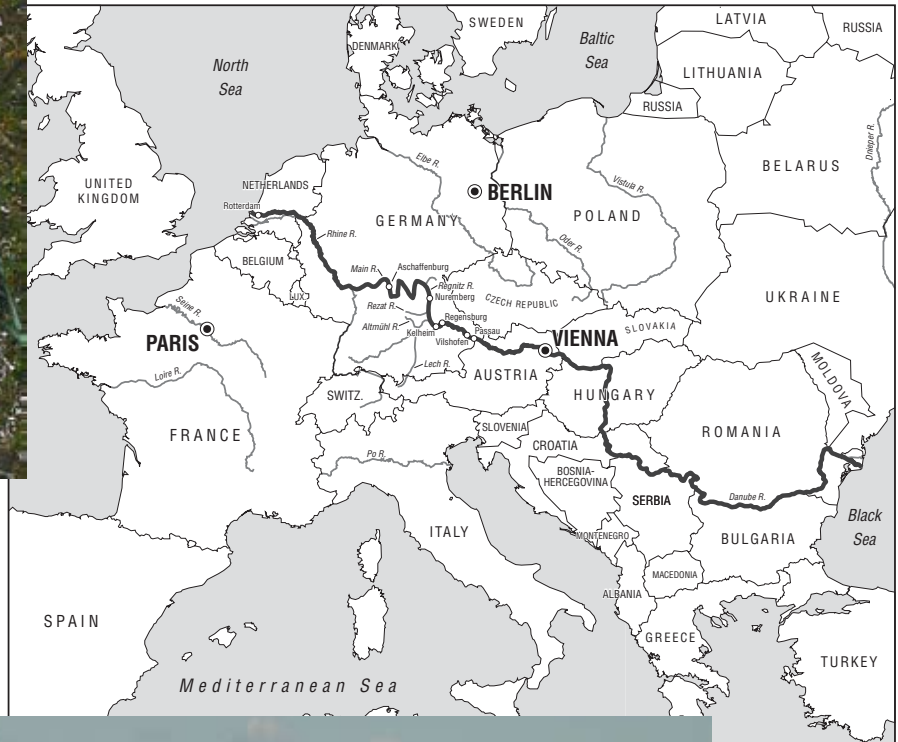 SWEDEN
LATVIA
RUSSIA
DENMARK
Baltic
Sea
North
Sea
LITHUANIA
RUSSIA
BELARUS
Dnieper R.
UNITED
KINGDOM
NETHERLANDS
Rotterdam
Elbe R.
BERLIN
Vistula R.
POLAND
GERMANY
Rhine R.
Oder R.
BELGIUM
Main R.
Aschaffenburg
LUX.
Regnitz R.
Nuremberg
CZECH REPUBLIC
UKRAINE
Rezat R.
Seine R.
PARIS
Altmühl R.
Regensburg
Kelheim
Passau
Vilshofen
VIENNA
SLOVAKIA
Lech R.
AUSTRIA
Loire R.
SWITZ.
HUNGARY
MOLDOVA
FRANCE
SLOVENIA
CROATIA
ROMANIA
Po R.
BOSNIA-
HERCEGOVINA
SERBIA
Danube R.
Black
Sea
ITALY
MONTENEGRO
BULGARIA
MACEDONIA
ALBANIA
SPAIN
GREECE
TURKEY
Mediterranean Sea